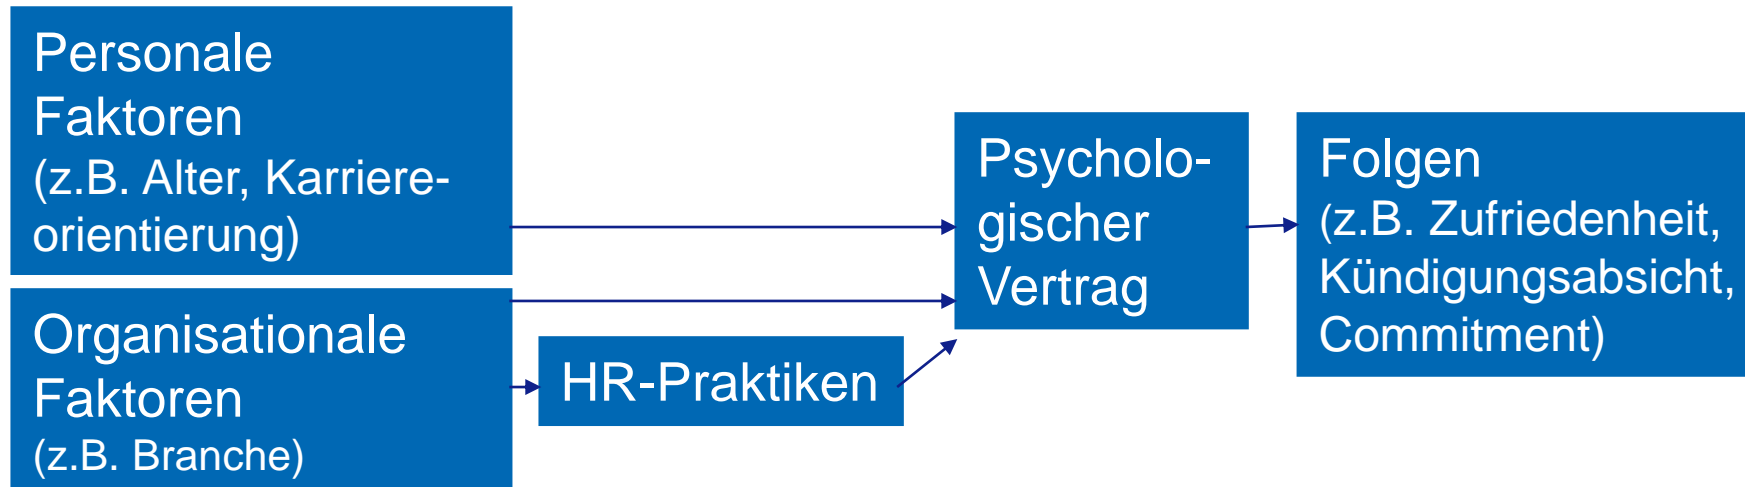 Personale
Faktoren
(z.B. Alter, Karriere-
orientierung)
Organisationale
Faktoren
(z.B. Branche)
HR-Praktiken
Psycholo-
gischer
Vertrag
Folgen
(z.B. Zufriedenheit,
Kündigungsabsicht,
Commitment)